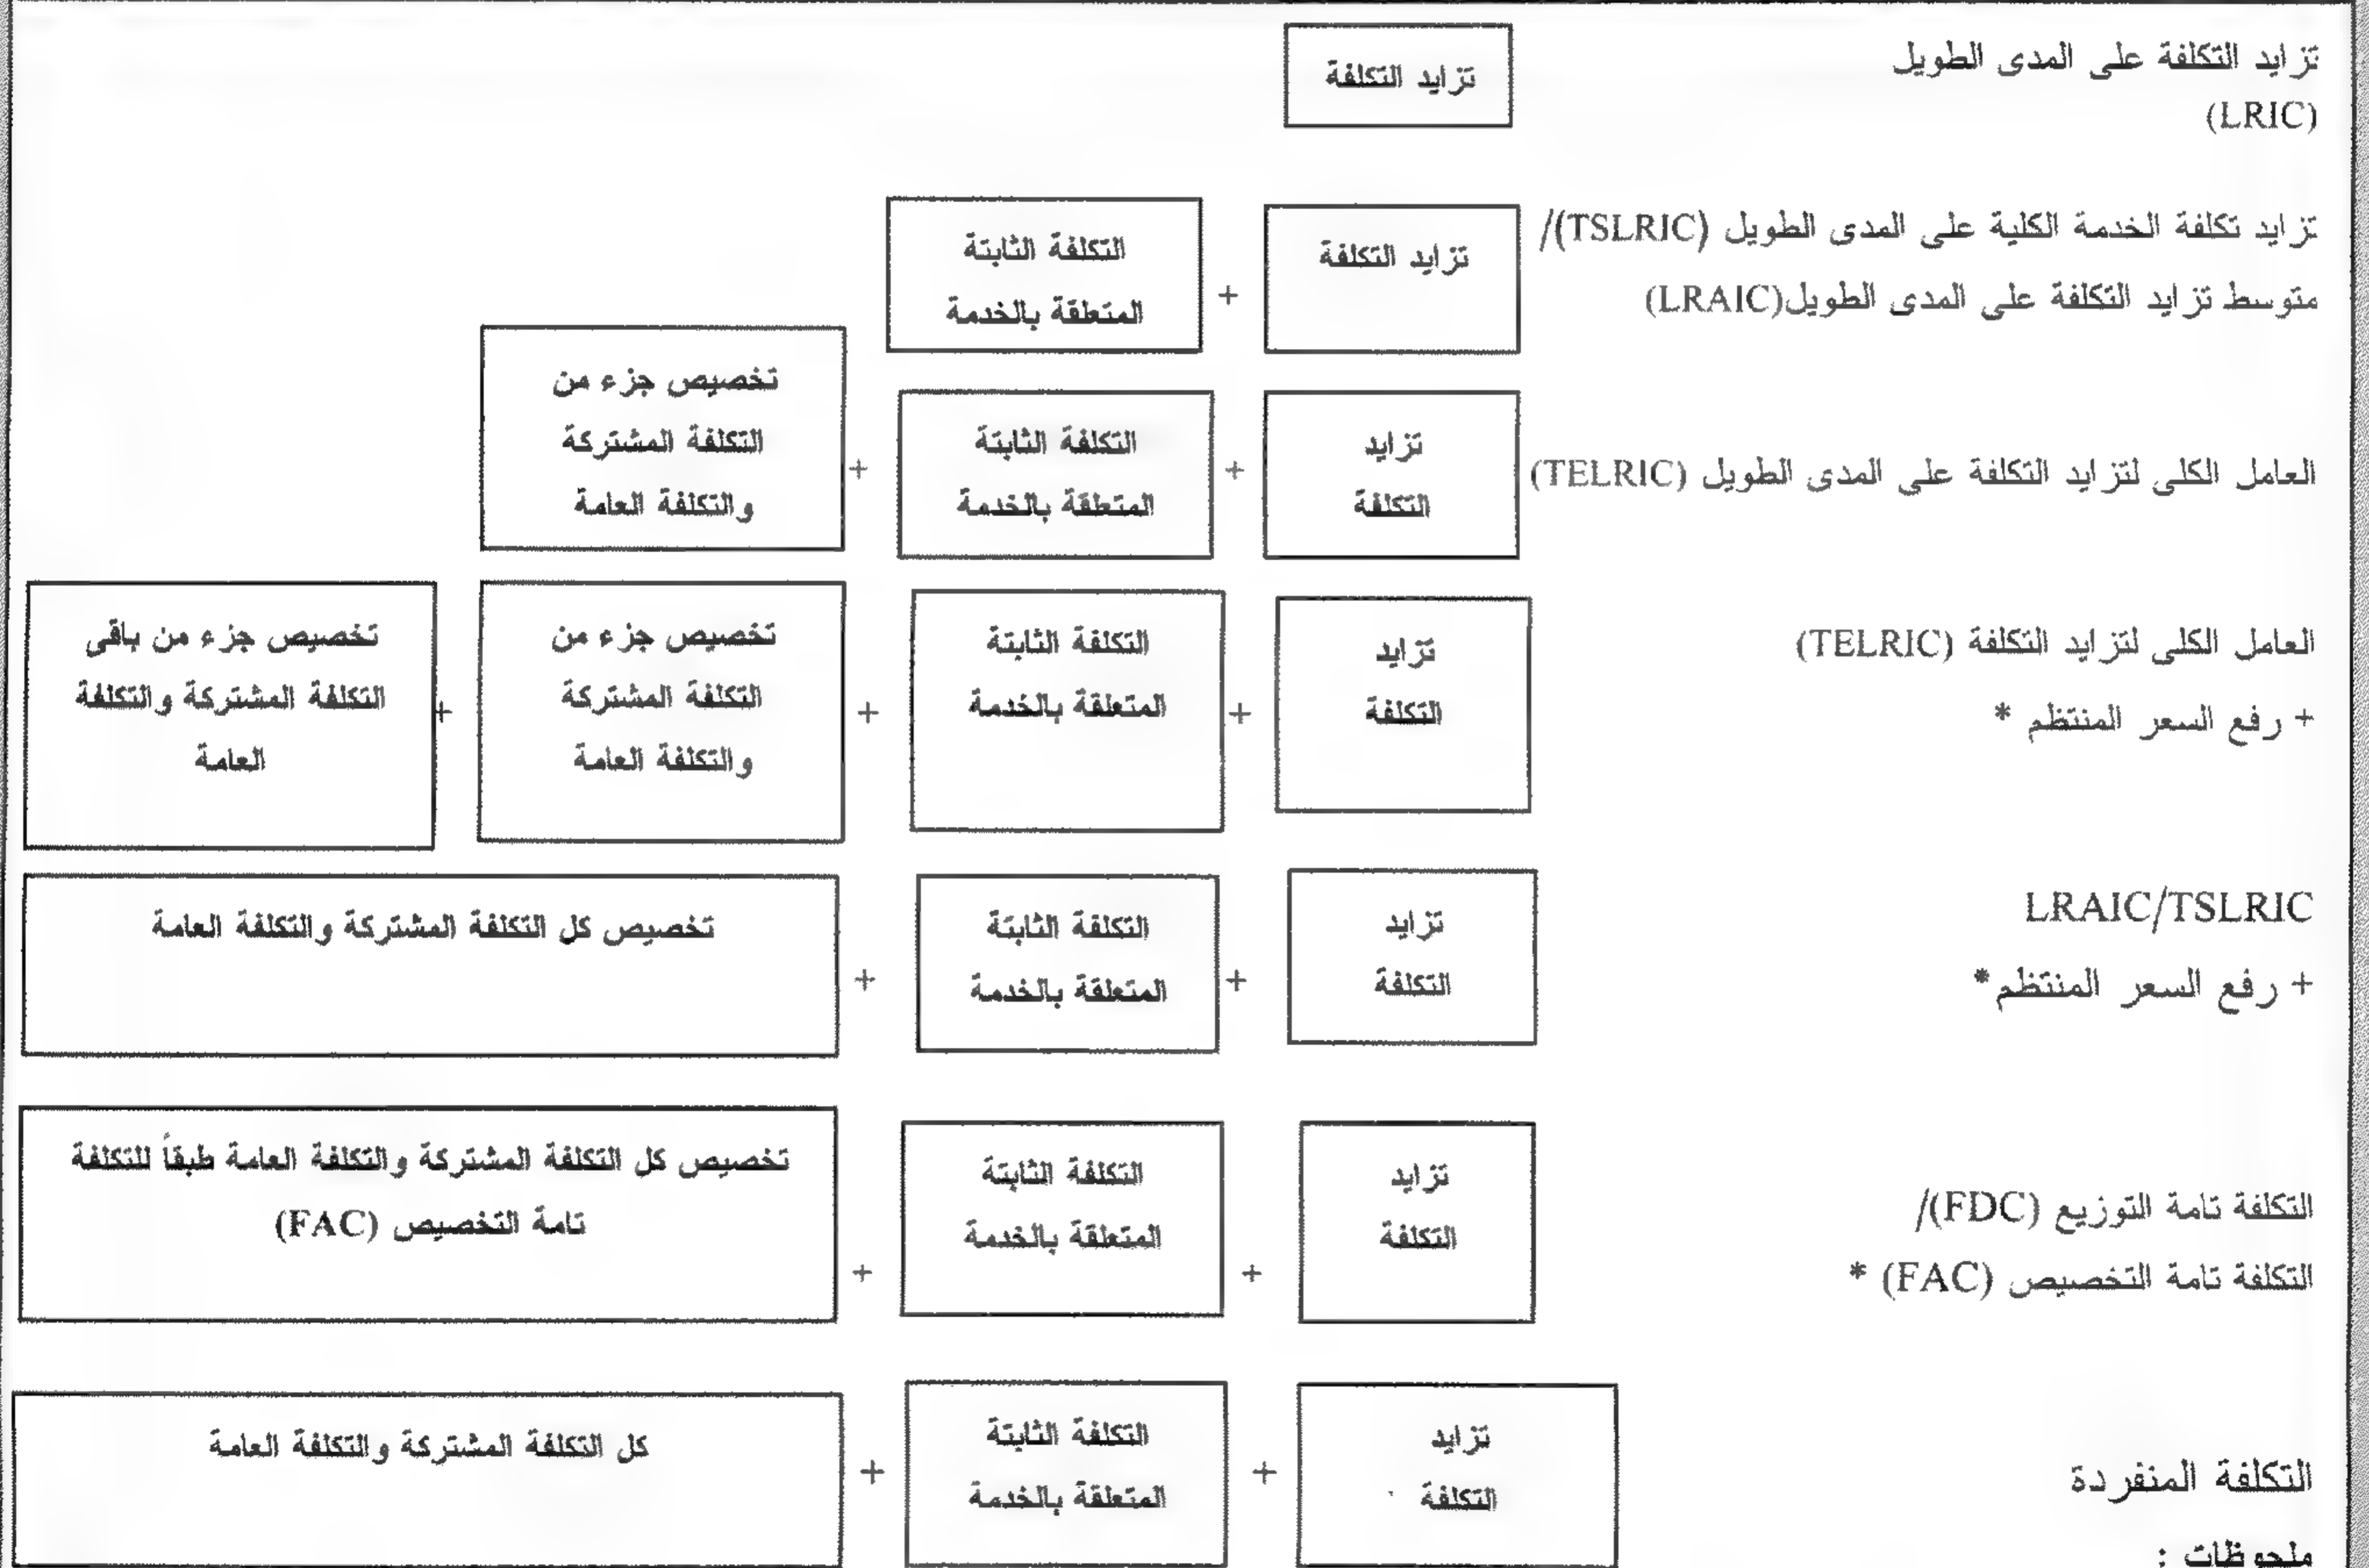 تزايد التكلفة على المدى الطويل
(LRIC)
تزايد التكلفة
تزايد تكلفة الخدمة الكلية على المدى الطويل (TSLRIC)/
متوسط تزايد التكلفة على المدى الطويل(LRAIC)
تزايد التكلفة
+
التكلفة الثابتة
المتعلقة بالخدمة
العامل الكلى لتزايد التكلفة على المدى الطويل (TELRIC)
تزايد
التكلفة
+
التكلفة الثابتة
المتعلقة بالخدمة
+
تخصيص جزء من
التكلفة المشتركة
والتكلفة العامة
العامل الكلى لتزايد التكلفة (TELRIC)
+ رفع السعر المنتظم *
تزايد
التكلفة
+
التكلفة الثابتة
المتعلقة بالخدمة
+
تخصيص جزء من
التكلفة المشتركة
والتكلفة العامة
+
تخصيص جزء من باقى
التكلفة المشتركة والتكلفة
العامة
LRAIC/TSLRIC
+ رفع السعر المنتظم*
تزايد
التكلفة
+
التكلفة الثابتة
المتعلقة بالخدمة
+
تخصيص كل التكلفة المشتركة والتكلفة العامة
التكلفة تامة التوزيع (FDC)/
التكلفة تامة التخصيص (FAC) *
تزايد
التكلفة
+
التكلفة الثابتة
المتعلقة بالخدمة
+
تخصيص كل التكلفة المشتركة والتكلفة العامة طبقاً للتكلفة
تامة التخصيص (FAC)
التكلفة المنفردة
تزايد
التكلفة
+
التكلفة الثابتة
المتعلقة بالخدمة
+
كل التكلفة المشتركة والتكلفة العامة
ملحوظات :